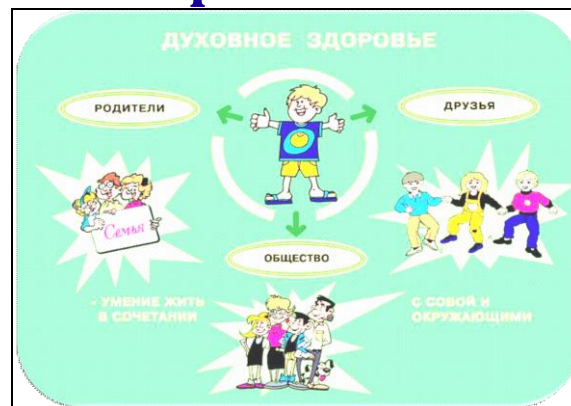 ДУХОВНОЕ ЗДОРОВЬЕ
РОДИТЕЛИ
ДРУЗЬЯ
Семья
ОБЩЕСТВО
- УМЕНИЕ ЖИТЬ
В СОЧЕТАНИИ
С СОБОЙ И
ОКРУЖАЮЩИМИ